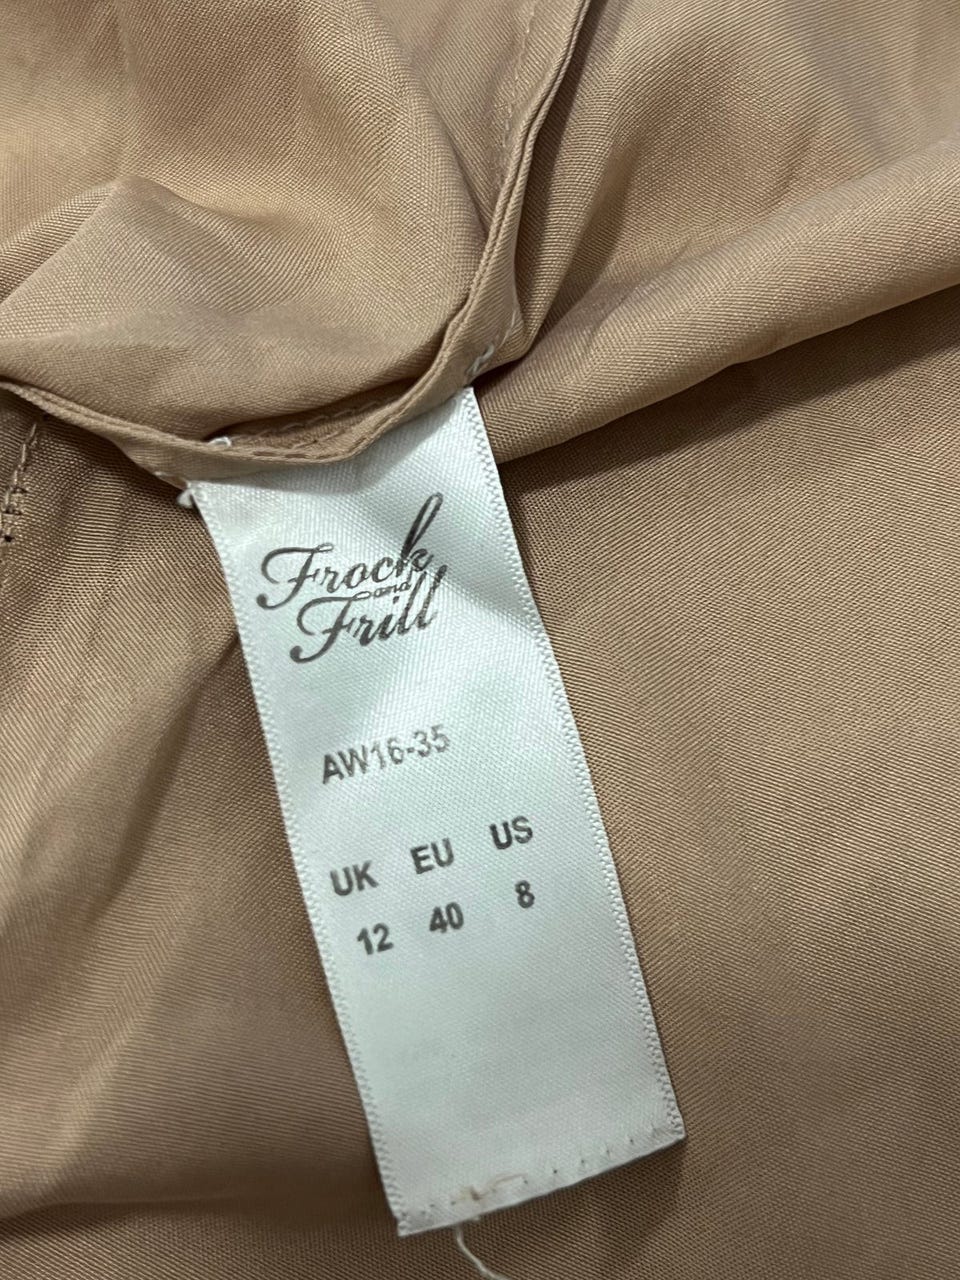 Frock
and
Frill
AW16-35
UK EU US
12 40 8